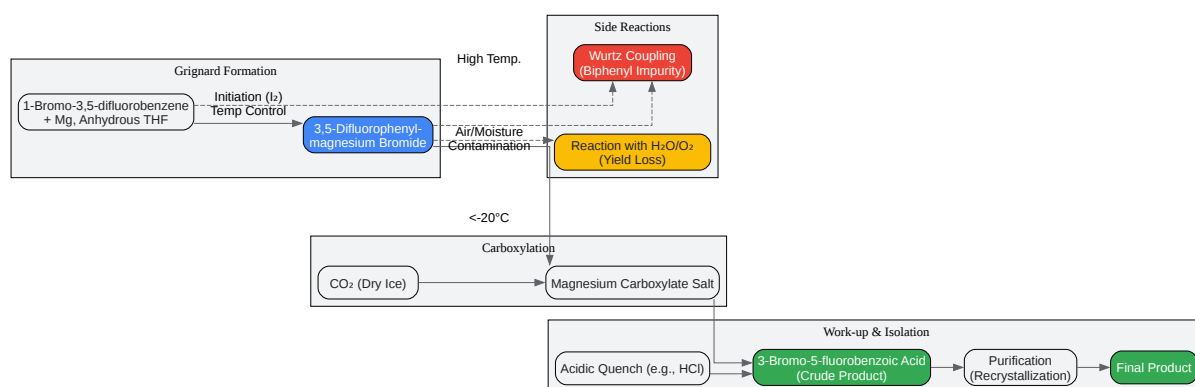 Side Reactions
Wurtz Coupling
(Biphenyl Impurity)
High Temp.
Grignard Formation
1-Bromo-3,5-difluorobenzene
+ Mg, Anhydrous THF
Initiation (I₂)
Temp Control
3,5-Difluorophenyl-
magnesium Bromide
Air/Moisture
Contamination
Reaction with H₂O/O₂
(Yield Loss)
<-20°C
Carboxylation
CO₂ (Dry Ice)
Magnesium Carboxylate Salt
Work-up & Isolation
Acidic Quench (e.g., HCl)
3-Bromo-5-fluorobenzoic Acid
(Crude Product)
Purification
(Recrystallization)
Final Product